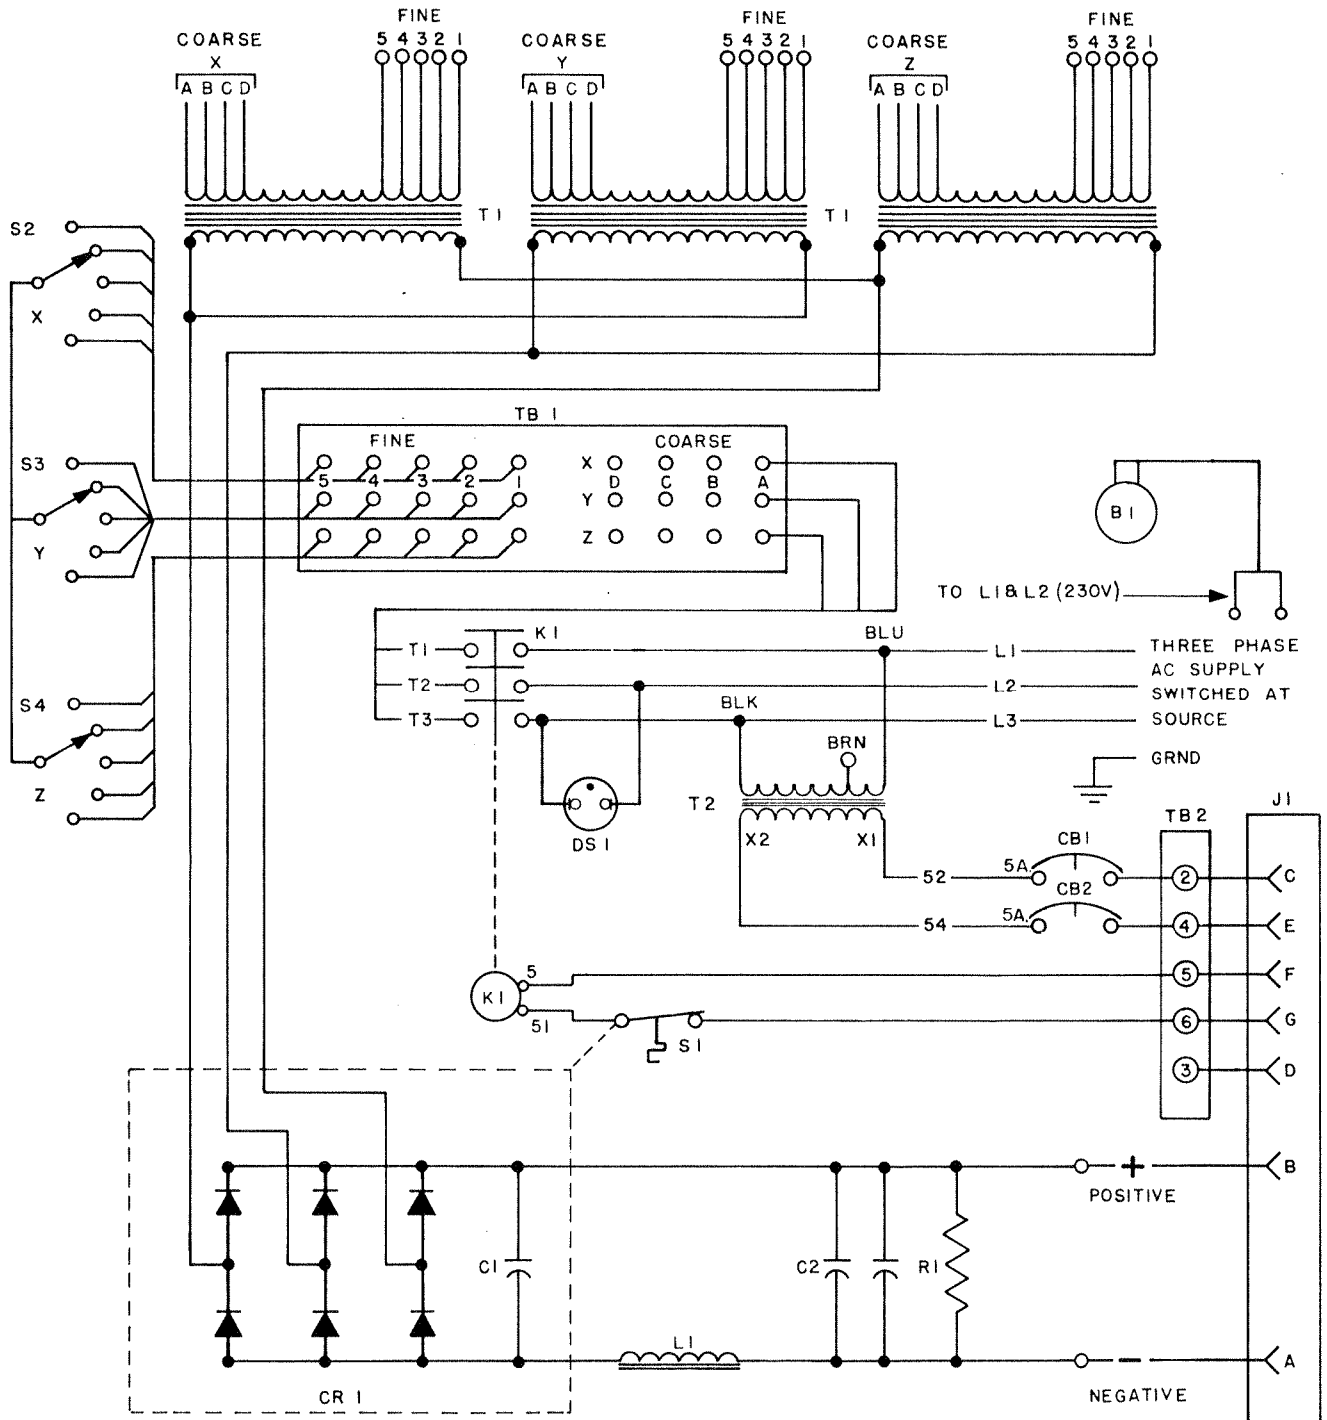 FINE
5 4 3 2 1
COARSE
X
A B C D
FINE
5 4 3 2 1
COARSE
Y
A B C D
FINE
5 4 3 2 1
COARSE
Z
A B C D
T1
T1
S2
X
S3
Y
S4
Z
TB 1
FINE
COARSE
5 4 3 2 1
X
D C B A
Y
Z
B1
TO L1&L2 (230V)
K1
BLU
T1
L1
THREE PHASE
AC SUPPLY
T2
L2
SWITCHED AT
BLK
T3
L3
SOURCE
BRN
GRND
T2
DS1
X2
X1
TB2
J1
CB1
52
5A.
2
C
CB2
54
5A.
4
E
5
5
F
K1
51
S1
6
G
3
D
+
B
POSITIVE
C1
C2
R1
L1
–
A
CR 1
NEGATIVE